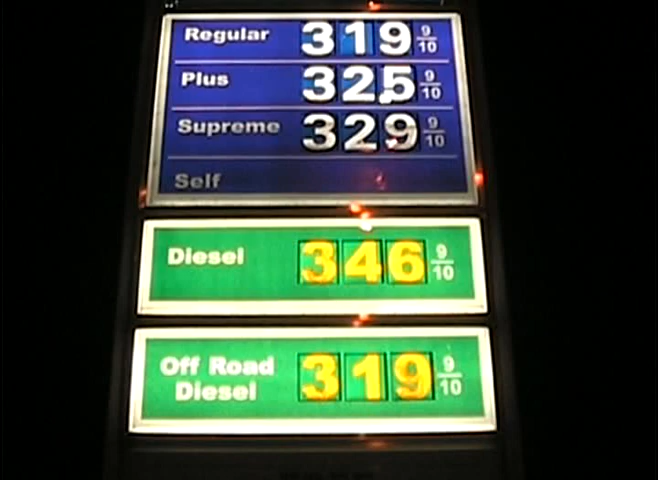 Regular 319 9/10
Plus 325 9/10
Supreme 329 9/10
Self
Diesel 346 9/10
Off Road
Diesel 319 9/10